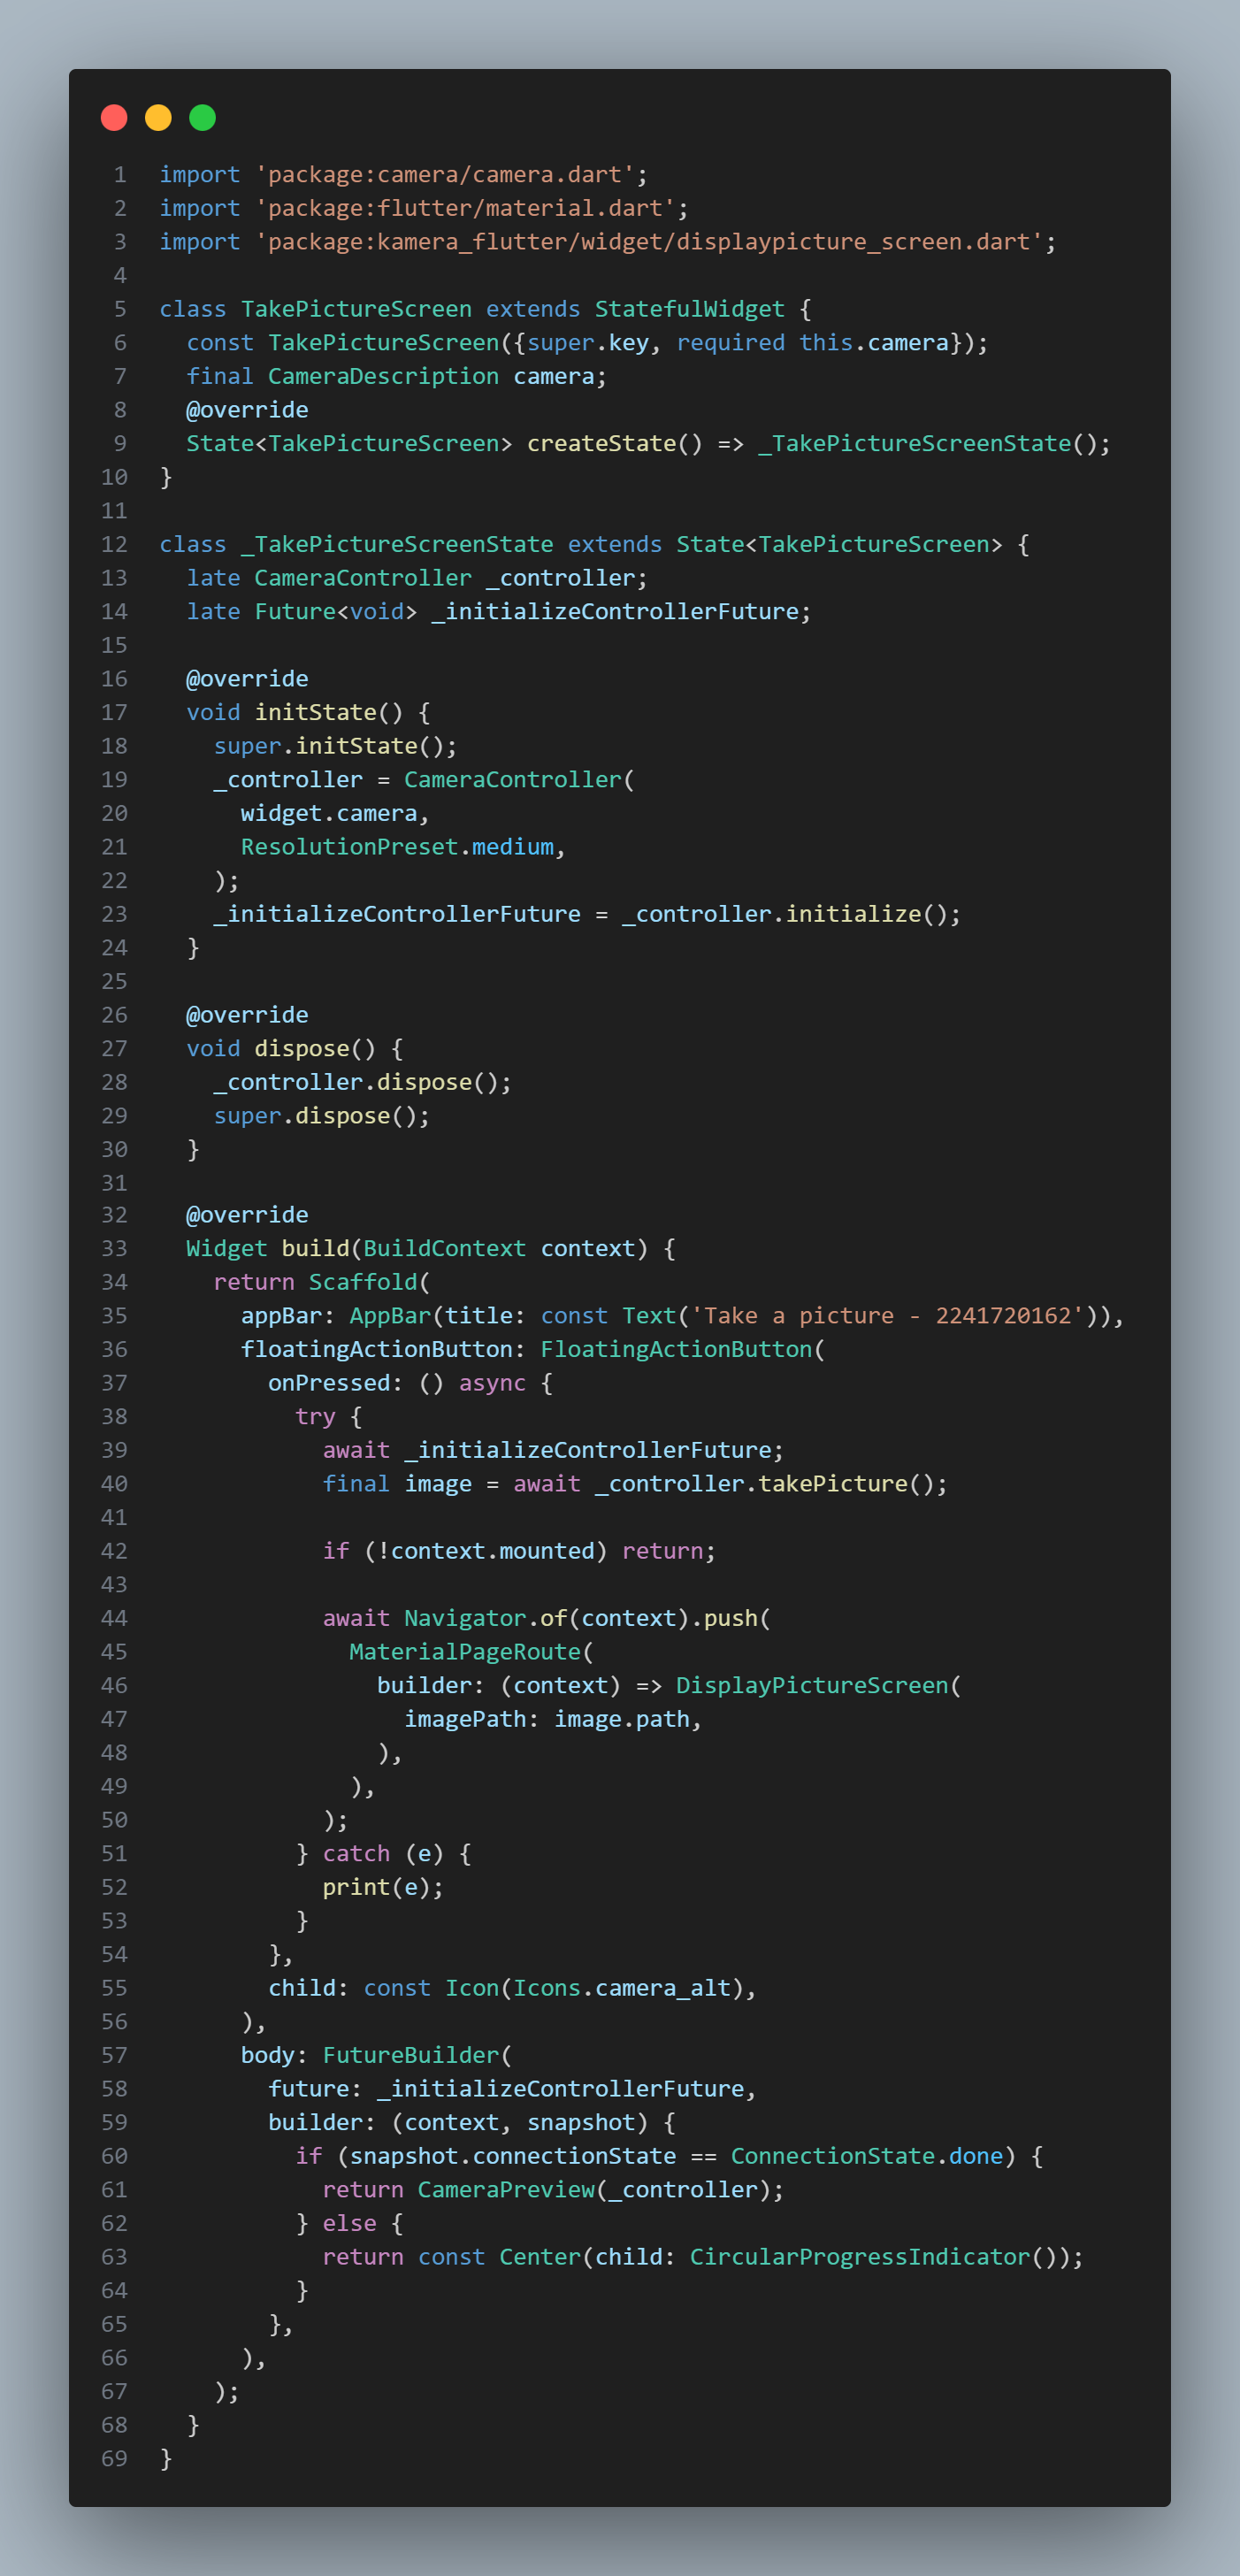 1 import 'package:camera/camera.dart';
2 import 'package:flutter/material.dart';
3 import 'package:kamera_flutter/widget/displaypicture_screen.dart';
4
5 class TakePictureScreen extends StatefulWidget {
6   const TakePictureScreen({super.key, required this.camera});
7   final CameraDescription camera;
8   @override
9   State<TakePictureScreen> createState() => _TakePictureScreenState();
10 }
11
12 class _TakePictureScreenState extends State<TakePictureScreen> {
13   late CameraController _controller;
14   late Future<void> _initializeControllerFuture;
15
16   @override
17   void initState() {
18     super.initState();
19     _controller = CameraController(
20       widget.camera,
21       ResolutionPreset.medium,
22     );
23     _initializeControllerFuture = _controller.initialize();
24   }
25
26   @override
27   void dispose() {
28     _controller.dispose();
29     super.dispose();
30   }
31
32   @override
33   Widget build(BuildContext context) {
34     return Scaffold(
35       appBar: AppBar(title: const Text('Take a picture - 2241720162')),
36       floatingActionButton: FloatingActionButton(
37         onPressed: () async {
38           try {
39             await _initializeControllerFuture;
40             final image = await _controller.takePicture();
41
42             if (!context.mounted) return;
43
44             await Navigator.of(context).push(
45               MaterialPageRoute(
46                 builder: (context) => DisplayPictureScreen(
47                   imagePath: image.path,
48                 ),
49               ),
50             );
51           } catch (e) {
52             print(e);
53           }
54         },
55         child: const Icon(Icons.camera_alt),
56       ),
57       body: FutureBuilder(
58         future: _initializeControllerFuture,
59         builder: (context, snapshot) {
60           if (snapshot.connectionState == ConnectionState.done) {
61             return CameraPreview(_controller);
62           } else {
63             return const Center(child: CircularProgressIndicator());
64           }
65         },
66       ),
67     );
68   }
69 }